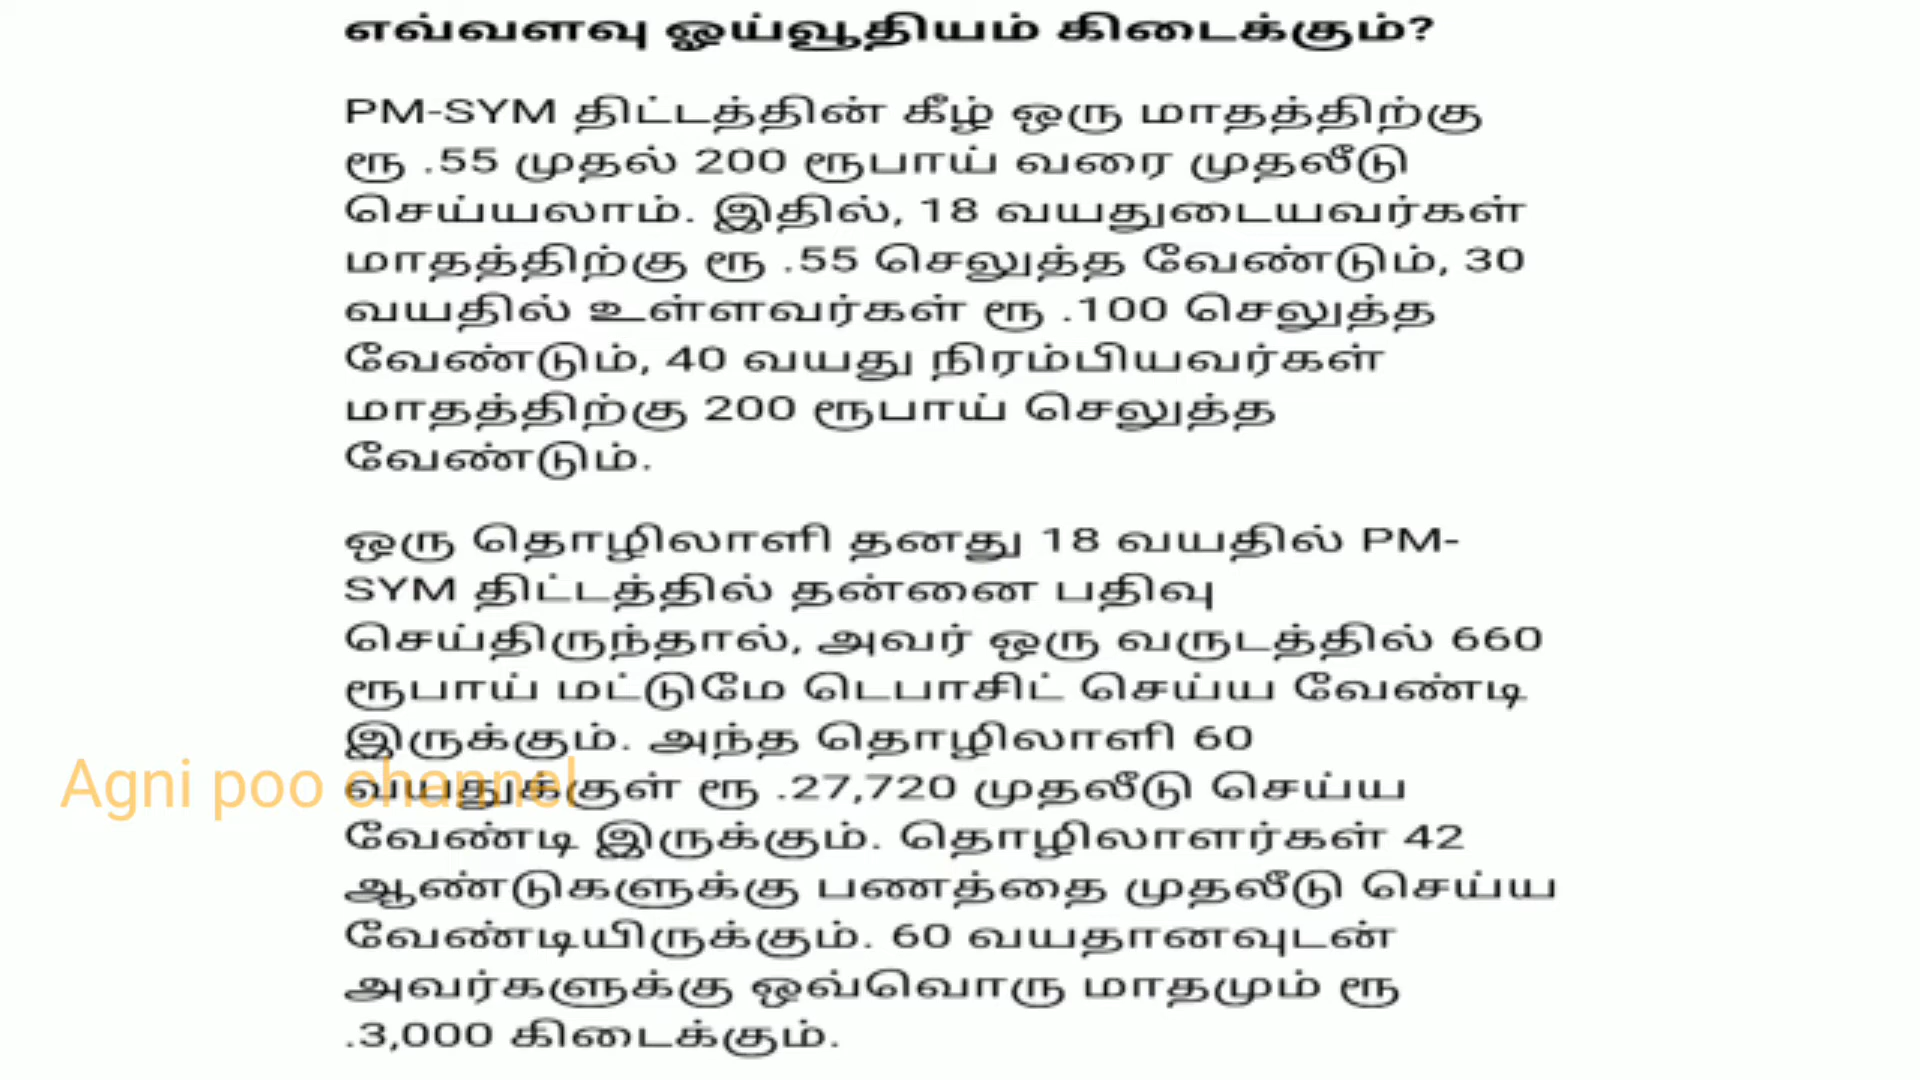 எவ்வளவு ஓய்வூதியம் கிடைக்கும்?
PM-SYM திட்டத்தின் கீழ் ஒரு மாதத்திற்கு
ரூ .55 முதல் 200 ரூபாய் வரை முதலீடு
செய்யலாம். இதில், 18 வயதுடையவர்கள்
மாதத்திற்கு ரூ .55 செலுத்த வேண்டும், 30
வயதில் உள்ளவர்கள் ரூ .100 செலுத்த
வேண்டும், 40 வயது நிரம்பியவர்கள்
மாதத்திற்கு 200 ரூபாய் செலுத்த
வேண்டும்.
ஒரு தொழிலாளி தனது 18 வயதில் PM-
SYM திட்டத்தில் தன்னை பதிவு
செய்திருந்தால், அவர் ஒரு வருடத்தில் 660
ரூபாய் மட்டுமே டெபாசிட் செய்ய வேண்டி
இருக்கும். அந்த தொழிலாளி 60
வயதுக்குள் ரூ .27,720 முதலீடு செய்ய
வேண்டி இருக்கும். தொழிலாளர்கள் 42
ஆண்டுகளுக்கு பணத்தை முதலீடு செய்ய
வேண்டியிருக்கும். 60 வயதானவுடன்
அவர்களுக்கு ஒவ்வொரு மாதமும் ரூ
.3,000 கிடைக்கும்.
Agni poo channel